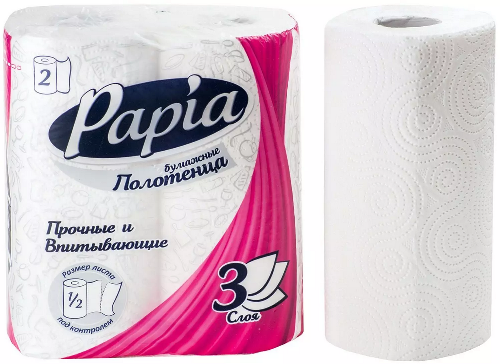 2
Papia
бумажные
Полотенца
Прочные и
Впитывающие
Размер листа
1/2
под контролем
3
Слоя